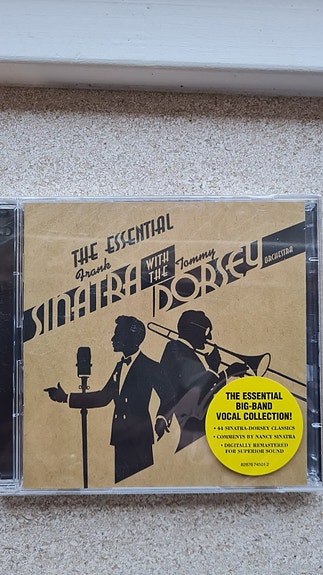 THE ESSENTIAL
Frank
SINATRA
WITH THE
Tommy
DORSEY
ORCHESTRA
THE ESSENTIAL
BIG-BAND
VOCAL COLLECTION!
• 44 SINATRA-DORSEY CLASSICS
• COMMENTS BY NANCY SINATRA
• DIGITALLY REMASTERED
FOR SUPERIOR SOUND